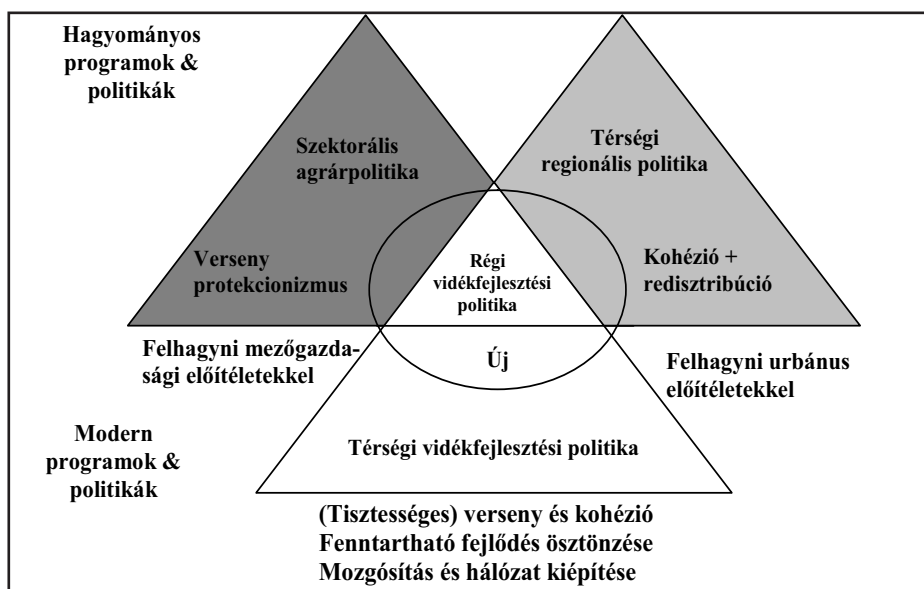 Hagyományos
programok &
politikák
Szektorális
agrárpolitika
Térségi
regionális politika
Verseny
protekcionizmus
Régi
vidékfejlesztési
politika
Kohézió +
redisztribúció
Felhagyni mezőgazda-
sági előítéletekkel
Új
Felhagyni urbánus
előítéletekkel
Modern
programok &
politikák
Térségi vidékfejlesztési politika
(Tisztességes) verseny és kohézió
Fenntartható fejlődés ösztönzése
Mozgósítás és hálózat kiépítése